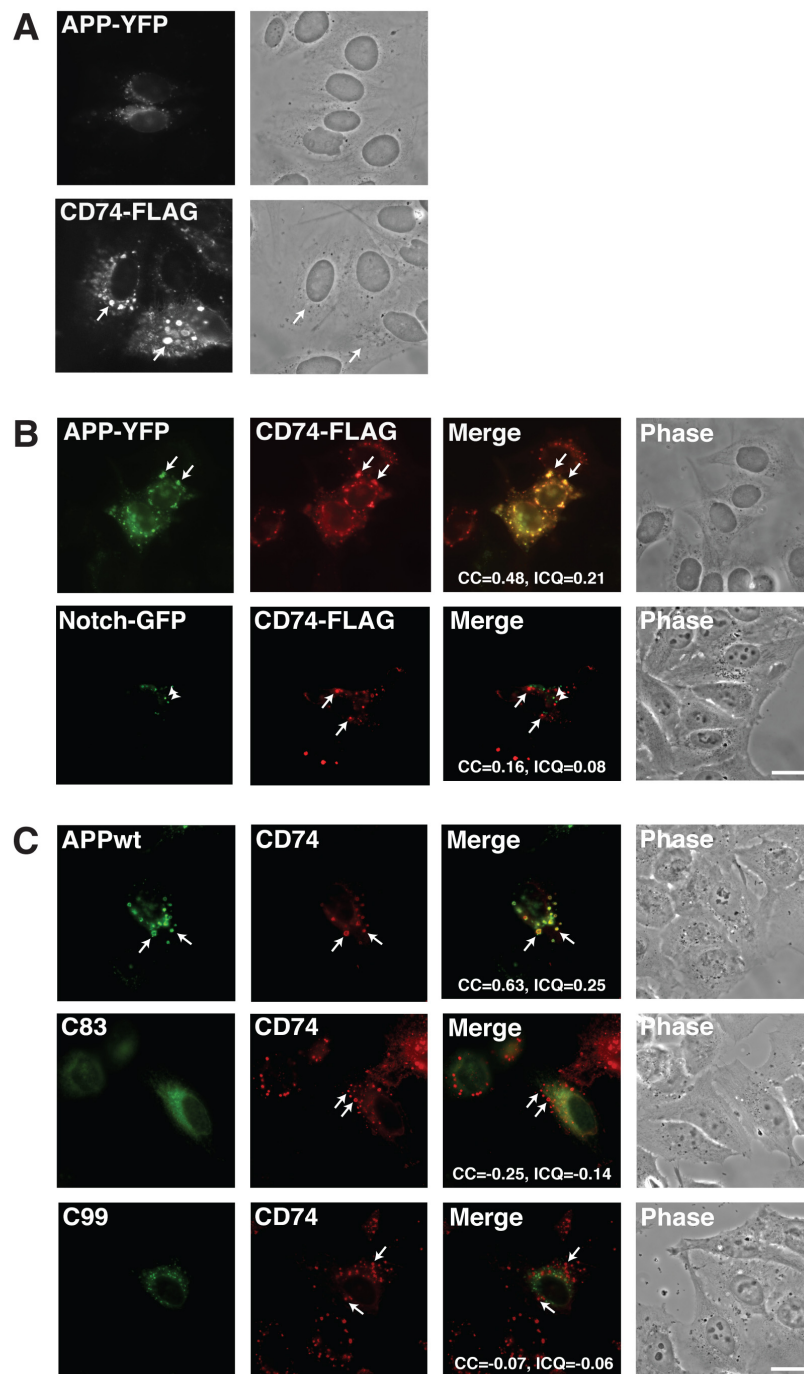 A
APP-YFP
CD74-FLAG
B
APP-YFP CD74-FLAG Merge Phase
CC=0.48, ICQ=0.21
Notch-GFP CD74-FLAG Merge Phase
CC=0.16, ICQ=0.08
C
APPwt CD74 Merge Phase
CC=0.63, ICQ=0.25
C83 CD74 Merge Phase
CC=-0.25, ICQ=-0.14
C99 CD74 Merge Phase
CC=-0.07, ICQ=-0.06